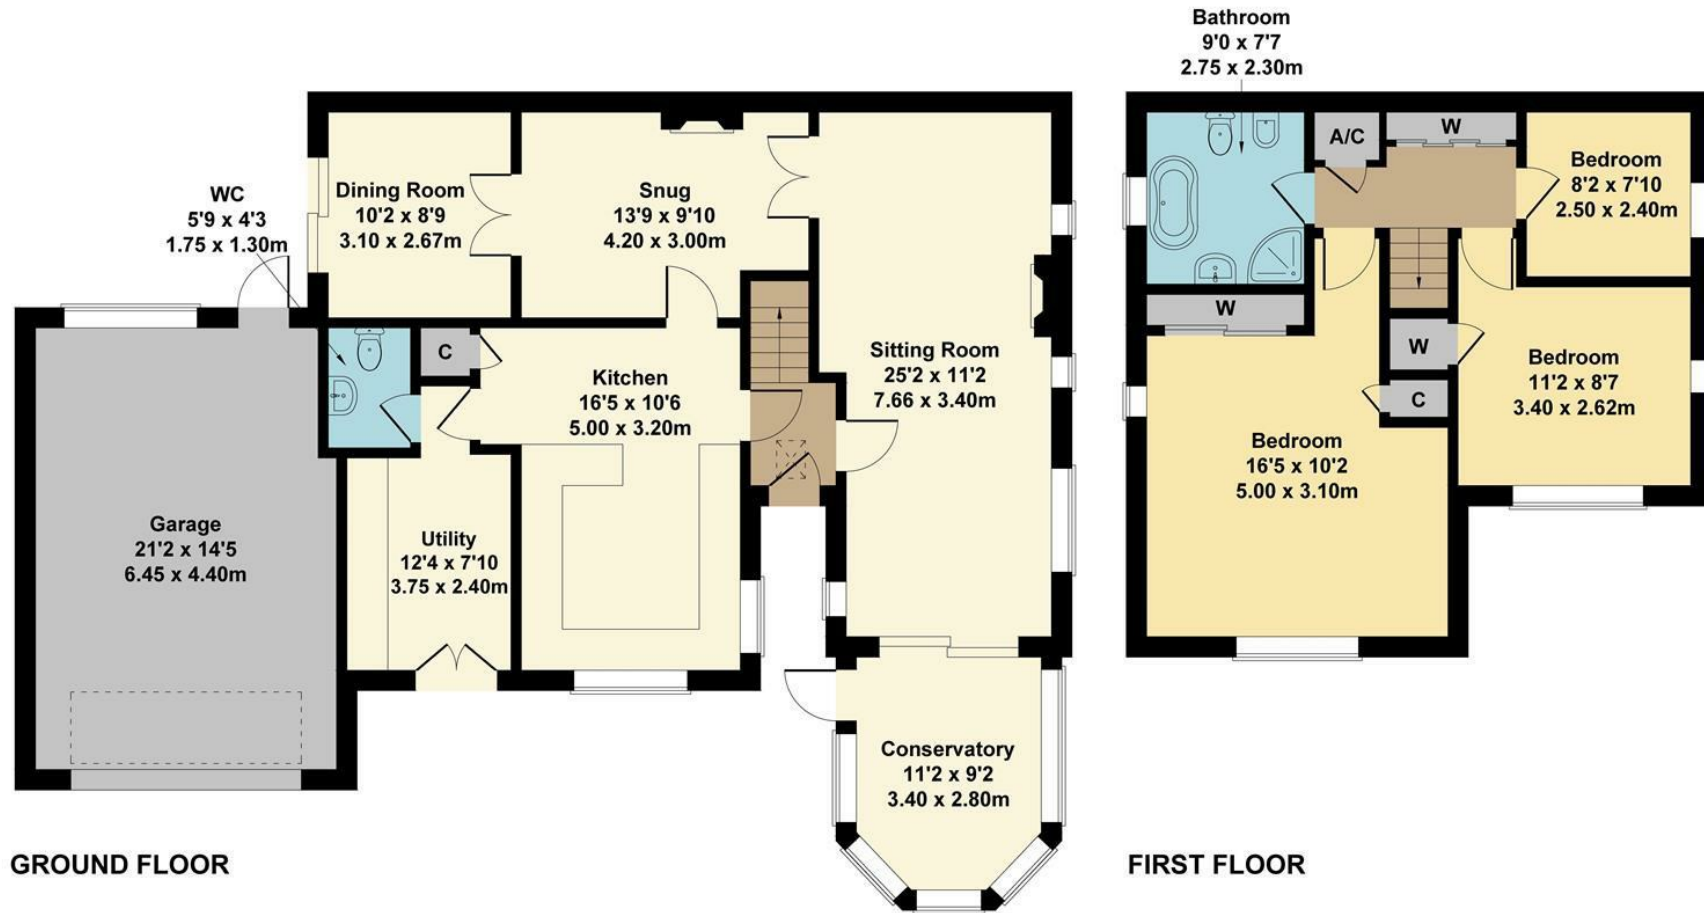 Bathroom
9'0 x 7'7
2.75 x 2.30m
WC
5'9 x 4'3
1.75 x 1.30m
Dining Room
10'2 x 8'9
3.10 x 2.67m
Snug
13'9 x 9'10
4.20 x 3.00m
Sitting Room
25'2 x 11'2
7.66 x 3.40m
C
Kitchen
16'5 x 10'6
5.00 x 3.20m
Garage
21'2 x 14'5
6.45 x 4.40m
Utility
12'4 x 7'10
3.75 x 2.40m
Conservatory
11'2 x 9'2
3.40 x 2.80m
GROUND FLOOR
A/C
W
Bedroom
8'2 x 7'10
2.50 x 2.40m
W
W
C
Bedroom
11'2 x 8'7
3.40 x 2.62m
Bedroom
16'5 x 10'2
5.00 x 3.10m
FIRST FLOOR